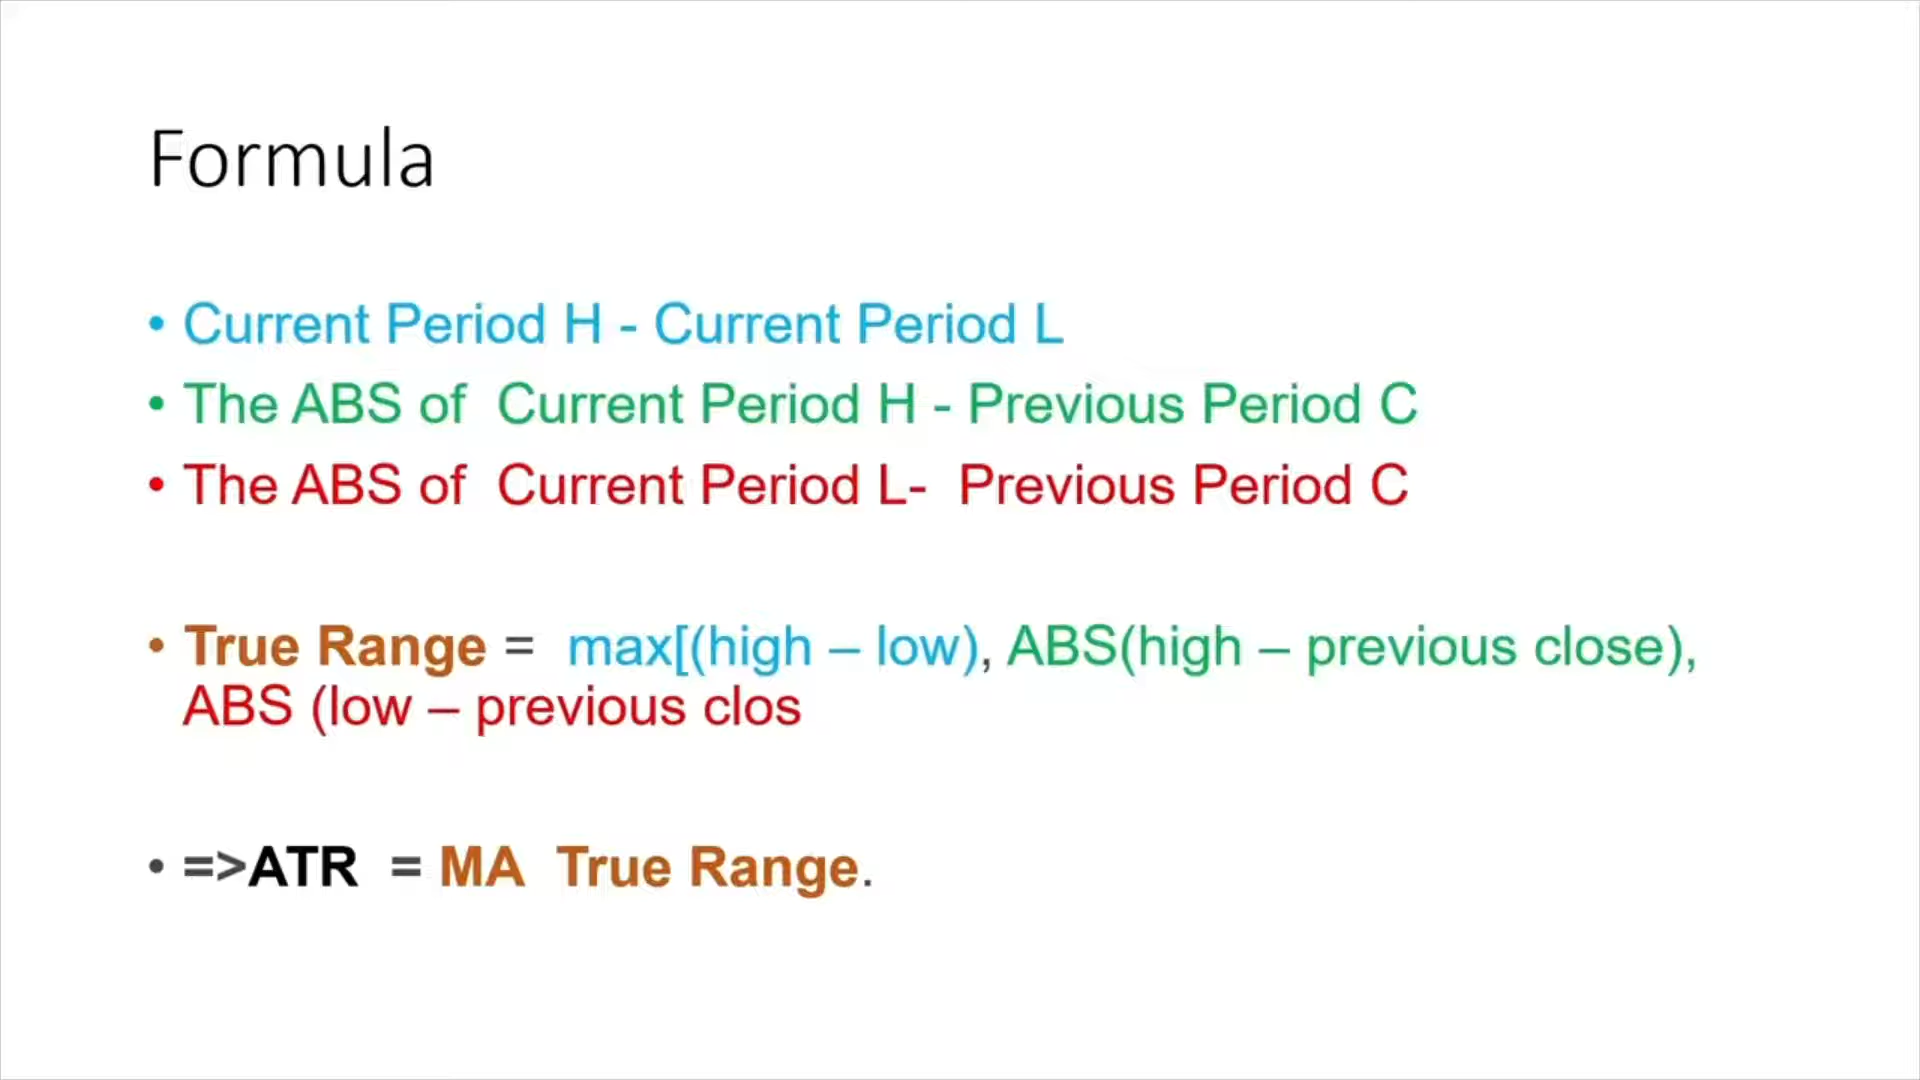 Formula
• Current Period H - Current Period L
• The ABS of Current Period H - Previous Period C
• The ABS of Current Period L- Previous Period C
• True Range = max[(high – low), ABS(high – previous close),
ABS (low – previous clos
• =>ATR = MA True Range.